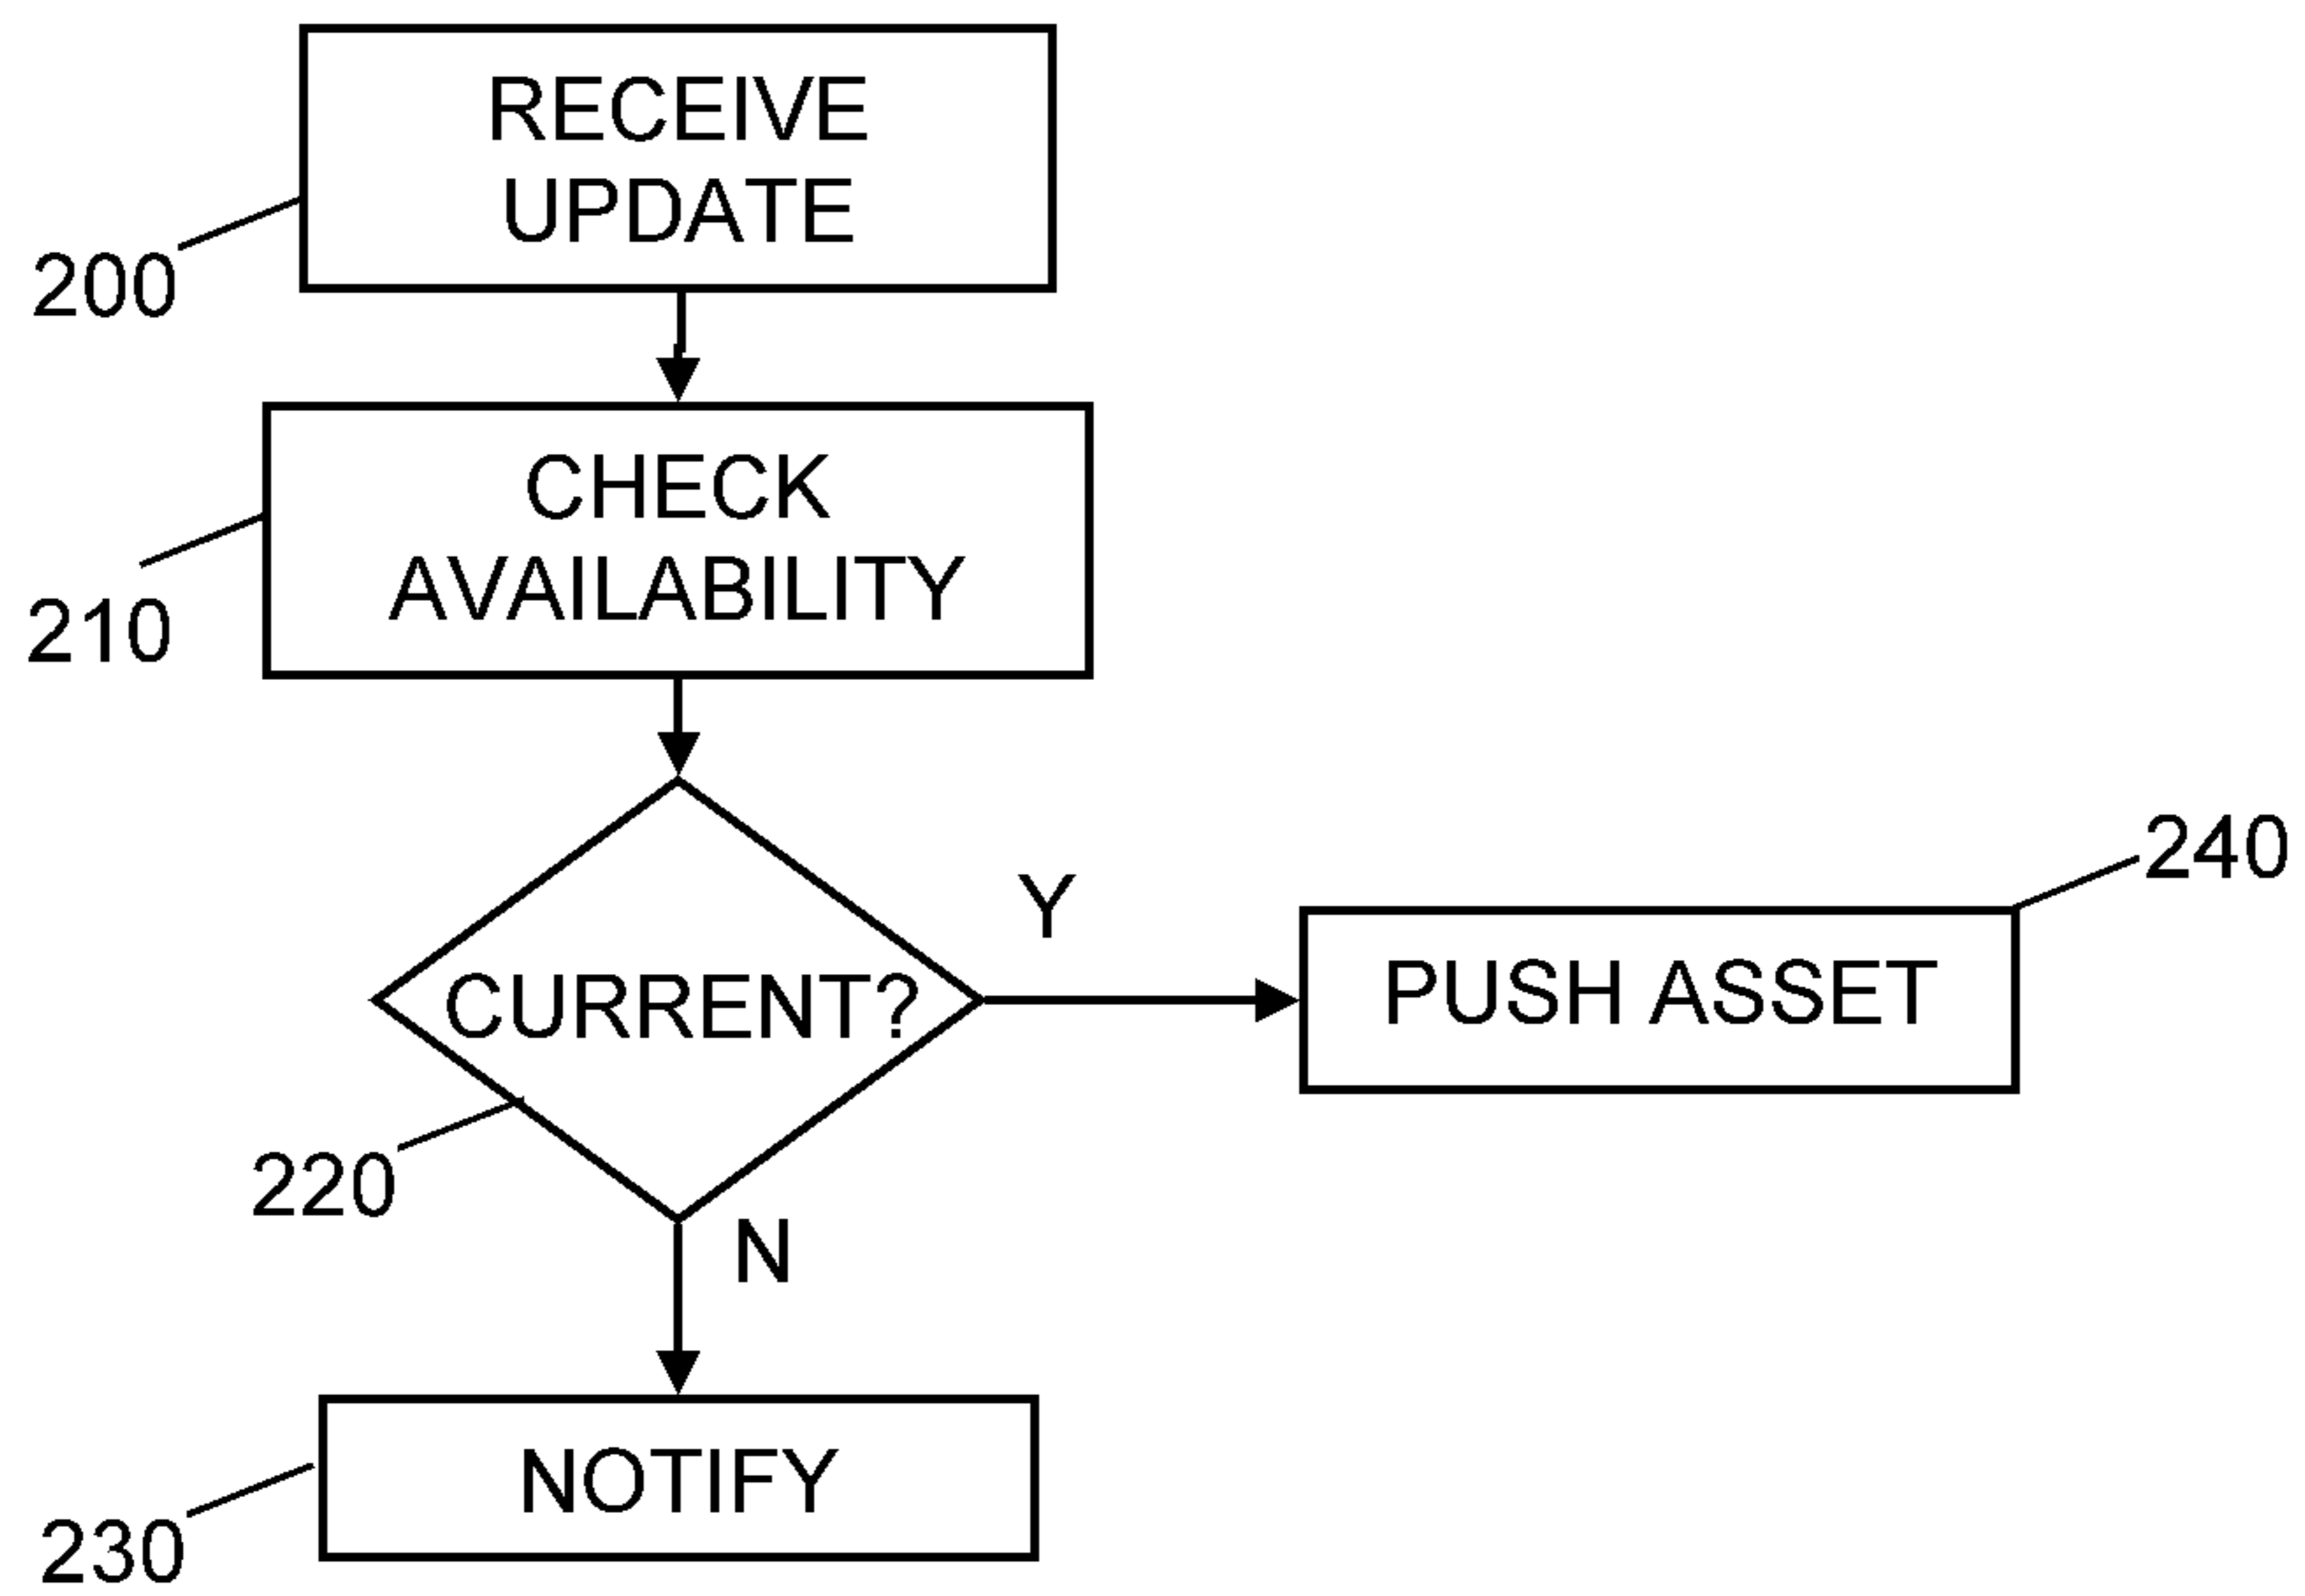 RECEIVE
UPDATE
200
CHECK
AVAILABILITY
210
CURRENT?
220
Y
PUSH ASSET
240
N
NOTIFY
230